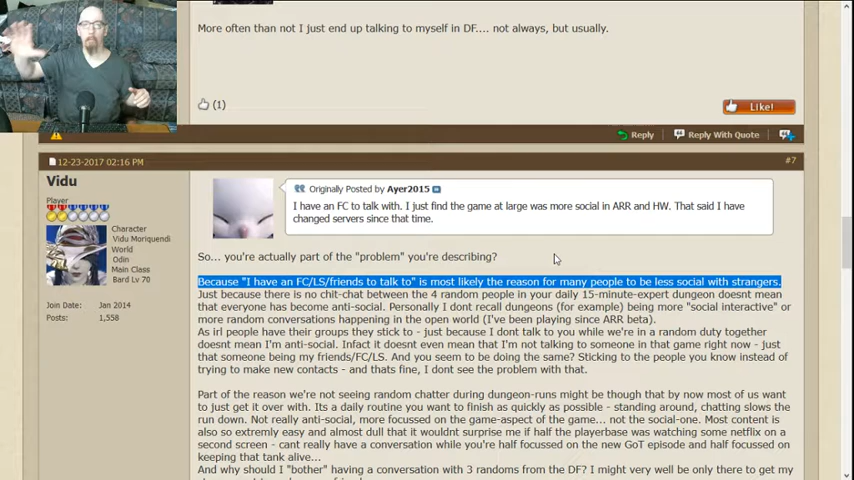 More often than not I just end up talking to myself in DF.... not always, but usually.
(1)
Like!
Reply
Reply With Quote
12-23-2017 02:16 PM
#7
Vidu
Player
Character
Vidu Moriquendi
World
Odin
Main Class
Bard Lv 70
Join Date: Jan 2014
Posts: 1,558
Originally Posted by Ayer2015
I have an FC to talk with. I just find the game at large was more social in ARR and HW. That said I have
changed servers since that time.
So... you're actually part of the "problem" you're describing?
Because "I have an FC/LS/friends to talk to" is most likely the reason for many people to be less social with strangers.
Just because there is no chit-chat between the 4 random people in your daily 15-minute-expert dungeon doesnt mean
that everyone has become anti-social. Personally I dont recall dungeons (for example) being more "social interactive" or
more random conversations happening in the open world (I've been playing since ARR beta).
As irl people have their groups they stick to - just because I dont talk to you while we're in a random duty together
doesnt mean I'm anti-social. Infact it doesnt even mean that I'm not talking to someone in that game right now - just
that someone being my friends/FC/LS. And you seem to be doing the same? Sticking to the people you know instead of
trying to make new contacts - and thats fine, I dont see the problem with that.
Part of the reason we're not seeing random chatter during dungeon-runs might be though that by now most of us want
to just get it over with. Its a daily routine you want to finish as quickly as possible - standing around, chatting slows the
run down. Not really anti-social, more focussed on the game-aspect of the game... not the social-one. Most content is
also so extremly easy and almost dull that it wouldnt surprise me if half the playerbase was watching some netflix on a
second screen - cant really have a conversation while you're half focussed on the new GoT episode and half focussed on
keeping that tank alive...
And why should I "bother" having a conversation with 3 randoms from the DF? I might very well be only there to get my